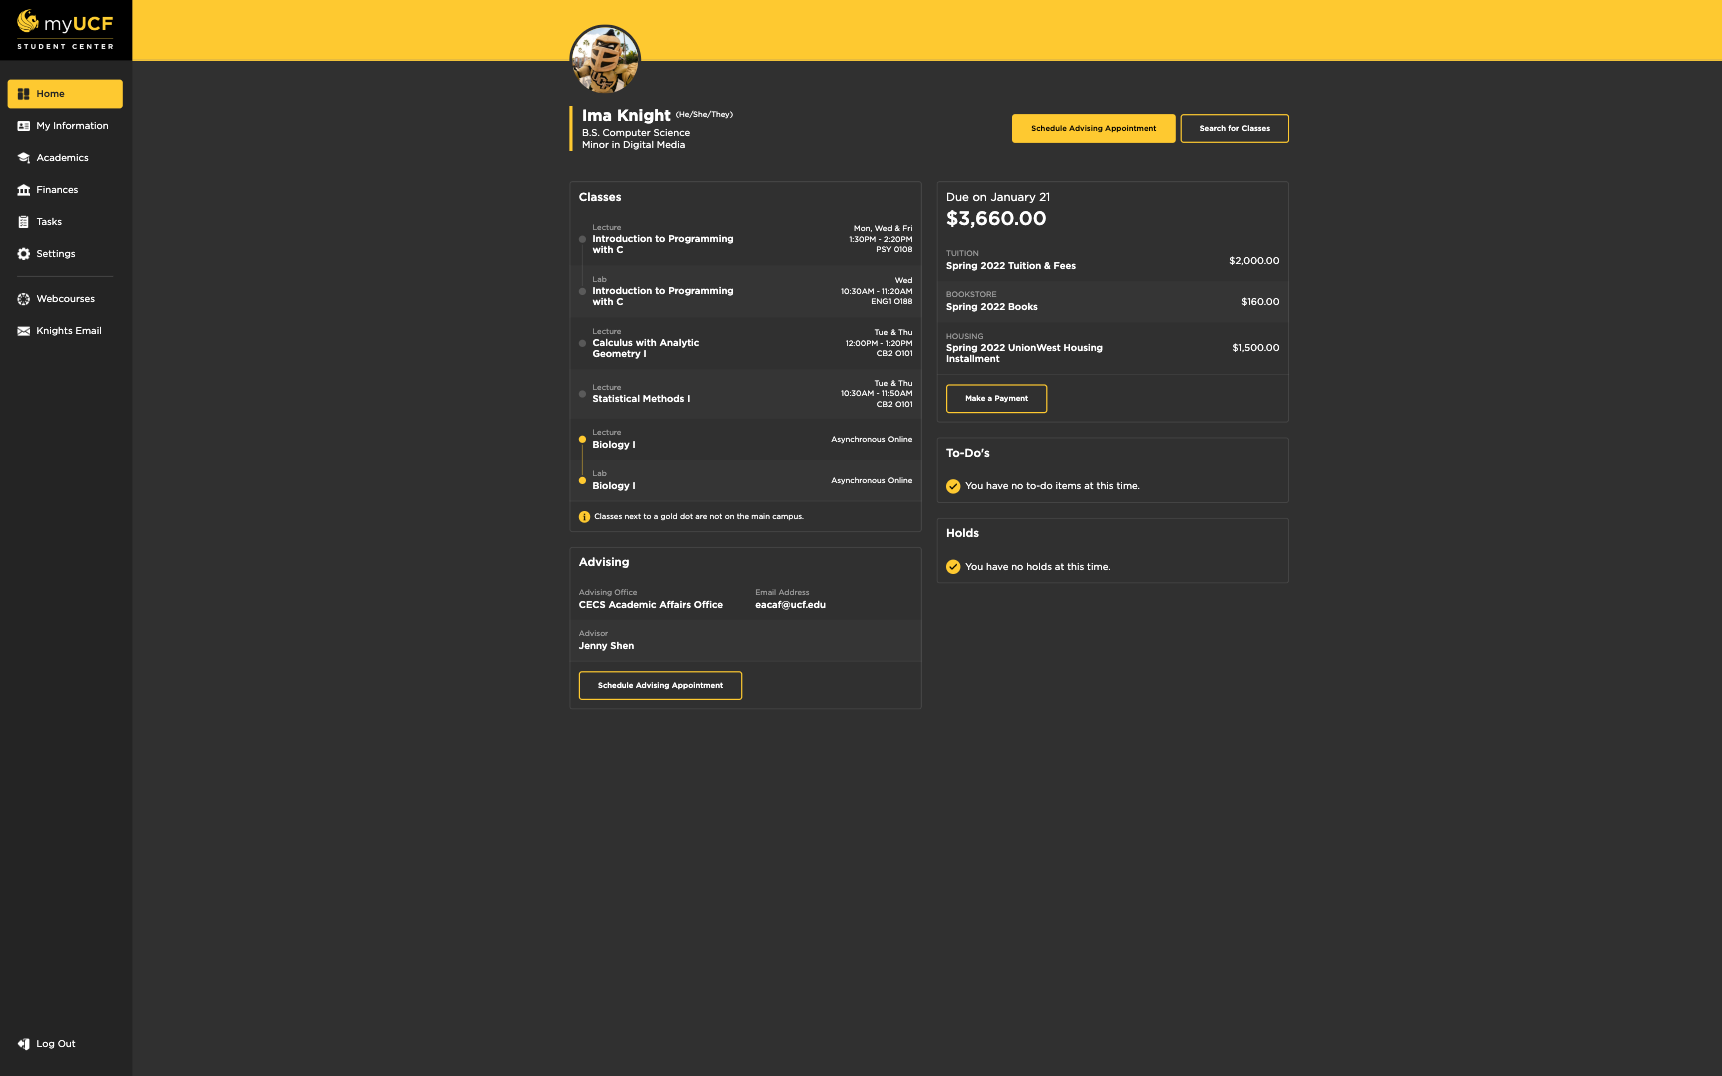 myUCF
STUDENT CENTER
Home
My Information
Academics
Finances
Tasks
Settings
Webcourses
Knights Email
Log Out
Ima Knight (He/She/They)
B.S. Computer Science
Minor in Digital Media
Schedule Advising Appointment
Search for Classes
Classes
Lecture
Introduction to Programming
with C
Mon, Wed & Fri
1:30PM - 2:20PM
PSY O108
Lab
Introduction to Programming
with C
Wed
10:30AM - 11:20AM
ENG1 O188
Lecture
Calculus with Analytic
Geometry I
Tue & Thu
12:00PM - 1:20PM
CB2 O101
Lecture
Statistical Methods I
Tue & Thu
10:30AM - 11:50AM
CB2 O101
Lecture
Biology I
Asynchronous Online
Lab
Biology I
Asynchronous Online
Classes next to a gold dot are not on the main campus.
Advising
Advising Office
CECS Academic Affairs Office
Email Address
eacaf@ucf.edu
Advisor
Jenny Shen
Schedule Advising Appointment
Due on January 21
$3,660.00
TUITION
Spring 2022 Tuition & Fees
$2,000.00
BOOKSTORE
Spring 2022 Books
$160.00
HOUSING
Spring 2022 UnionWest Housing
Installment
$1,500.00
Make a Payment
To-Do's
You have no to-do items at this time.
Holds
You have no holds at this time.